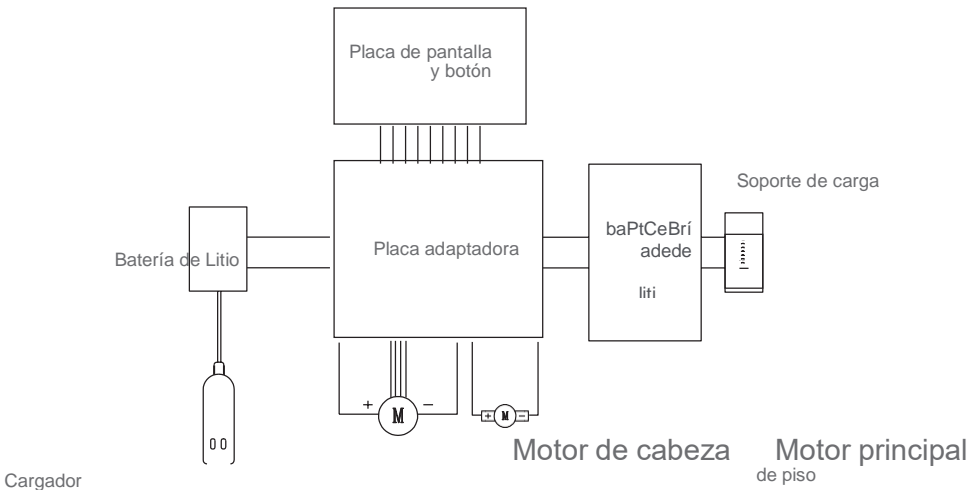 Placa de pantalla
y botón
Soporte de carga
baPtCeBrí
adede
Placa adaptadora
Batería de Litio
liti
+ M −
+ M −
Motor de cabeza Motor principal
de piso
Cargador